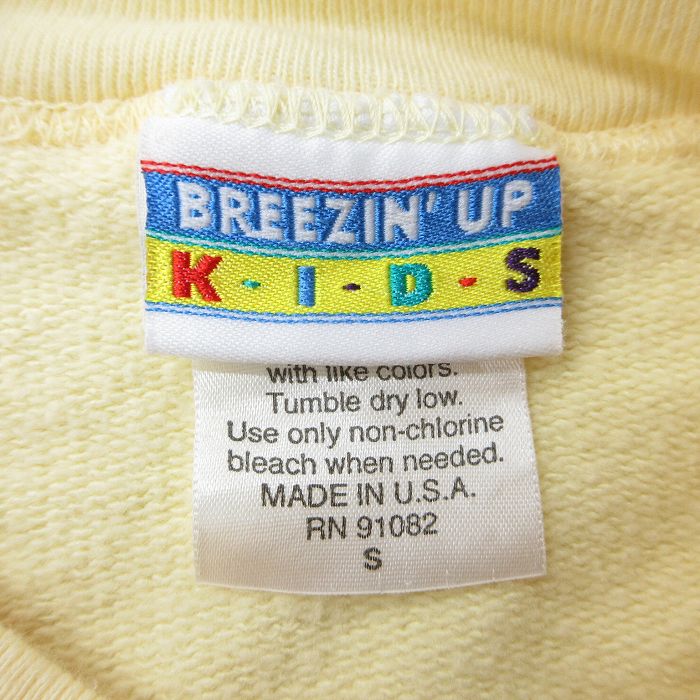 BREEZIN' UP
K·I·D·S
with like colors.
Tumble dry low.
Use only non-chlorine
bleach when needed.
MADE IN U.S.A.
RN 91082
S